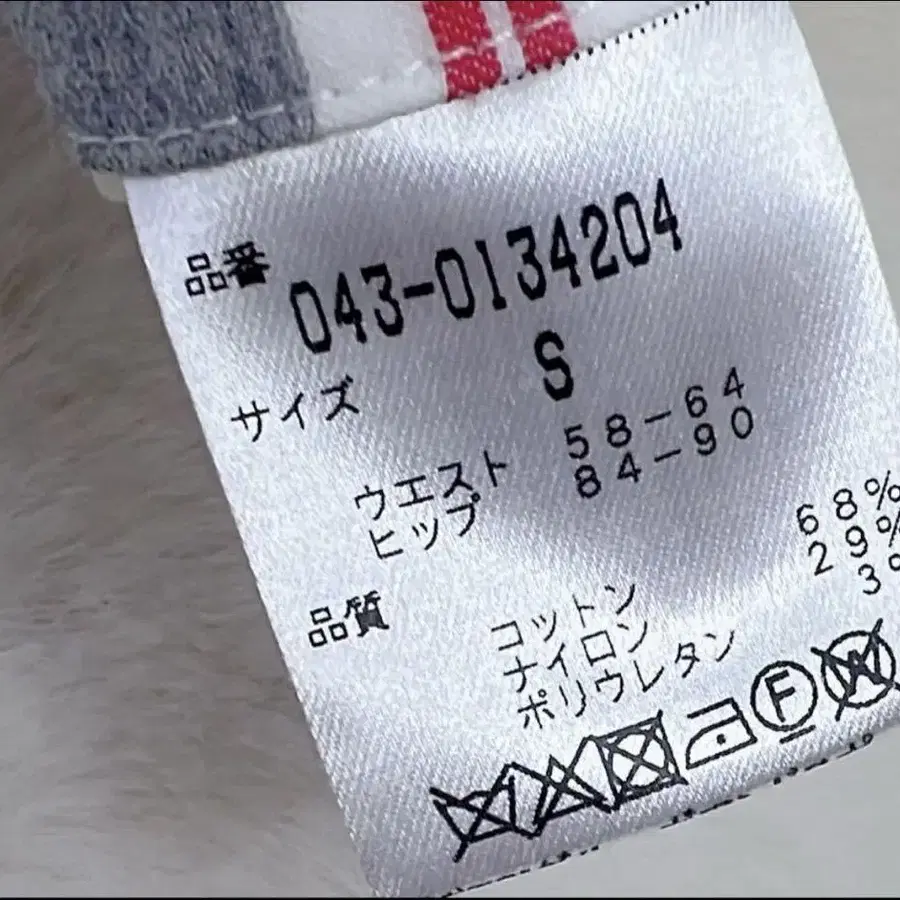 品番 043-0134204
サイズ S
ウエスト 58-64
ヒップ 84-90
品質 コットン 68%
ナイロン 29%
ポリウレタン 3%
F W